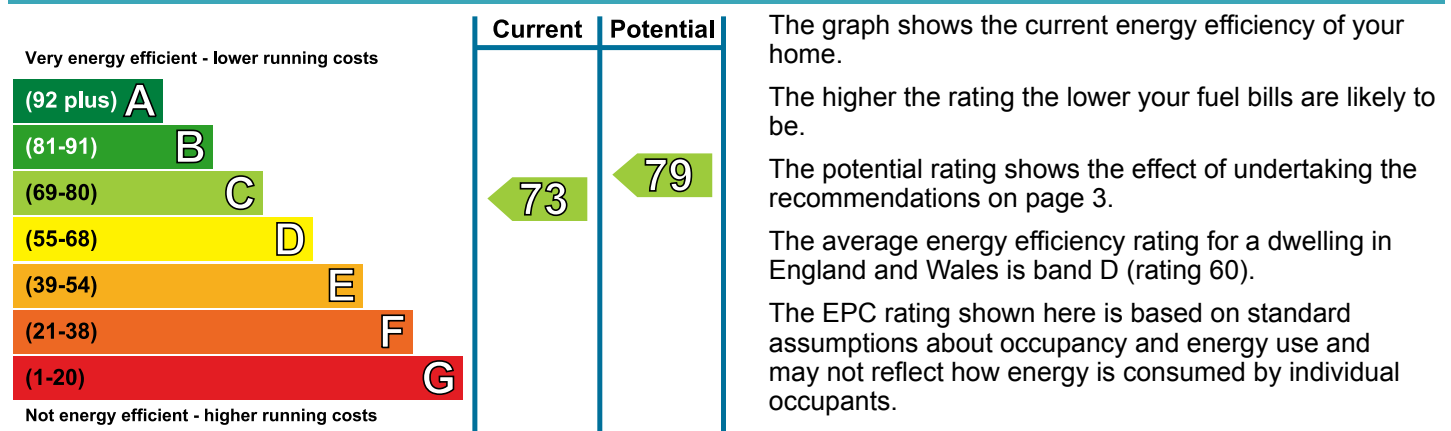 Current Potential
Very energy efficient - lower running costs
(92 plus) A
(81-91) B
(69-80) C
(55-68) D
(39-54) E
(21-38) F
(1-20) G
Not energy efficient - higher running costs
73
79
The graph shows the current energy efficiency of your
home.
The higher the rating the lower your fuel bills are likely to
be.
The potential rating shows the effect of undertaking the
recommendations on page 3.
The average energy efficiency rating for a dwelling in
England and Wales is band D (rating 60).
The EPC rating shown here is based on standard
assumptions about occupancy and energy use and
may not reflect how energy is consumed by individual
occupants.